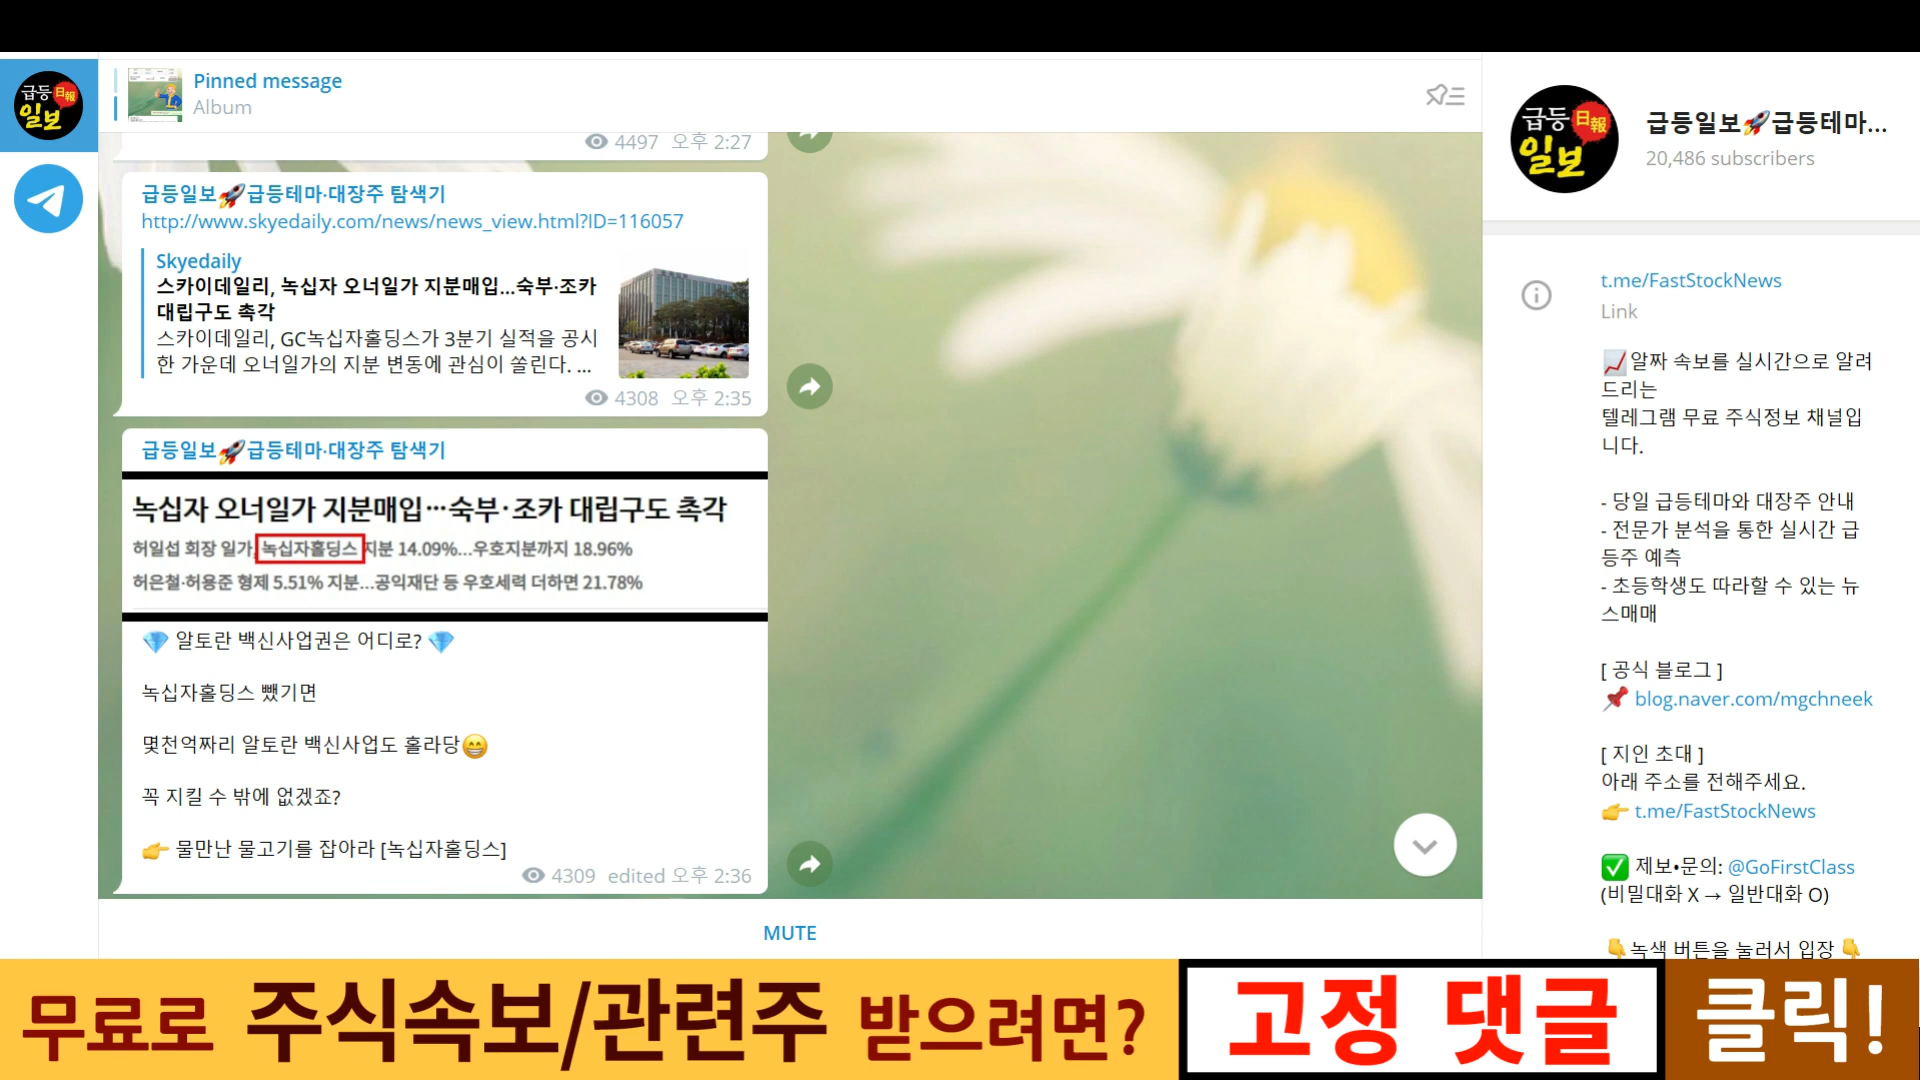 급등 日報
일보
Pinned message
Album
4497 오후 2:27
급등일보🚀급등테마·대장주 탐색기
http://www.skyedaily.com/news/news_view.html?ID=116057
Skyedaily
스카이데일리, 녹십자 오너일가 지분매입...숙부·조카
대립구도 촉각
스카이데일리, GC녹십자홀딩스가 3분기 실적을 공시
한 가운데 오너일가의 지분 변동에 관심이 쏠린다. ...
4308 오후 2:35
급등일보🚀급등테마·대장주 탐색기
녹십자 오너일가 지분매입…숙부·조카 대립구도 촉각
허일섭 회장 일가, 녹십자홀딩스 지분 14.09%...우호지분까지 18.96%
허은철·허용준 형제 5.51% 지분...공익재단 등 우호세력 더하면 21.78%
💎 알토란 백신사업권은 어디로? 💎
녹십자홀딩스 뺐기면
몇천억짜리 알토란 백신사업도 홀라당😁
꼭 지킬 수 밖에 없겠죠?
👉 물만난 물고기를 잡아라 [녹십자홀딩스]
4309 edited 오후 2:36
MUTE
급등 日報
일보
급등일보🚀급등테마...
20,486 subscribers
t.me/FastStockNews
Link
📈알짜 속보를 실시간으로 알려
드리는
텔레그램 무료 주식정보 채널입
니다.
- 당일 급등테마와 대장주 안내
- 전문가 분석을 통한 실시간 급
등주 예측
- 초등학생도 따라할 수 있는 뉴
스매매
[ 공식 블로그 ]
📌 blog.naver.com/mgchneek
[ 지인 초대 ]
아래 주소를 전해주세요.
👉 t.me/FastStockNews
✅ 제보•문의: @GoFirstClass
(비밀대화 X → 일반대화 O)
👇녹색 버튼을 눌러서 입장👇
무료로 주식속보/관련주 받으려면? 고정 댓글 클릭!